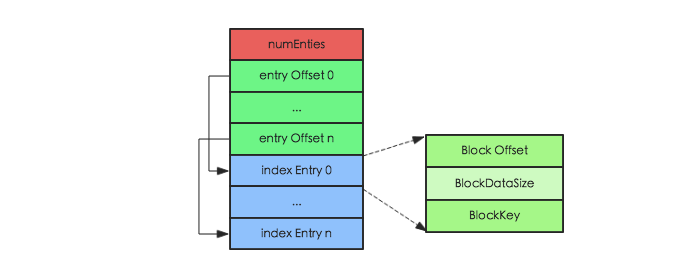 numEnties
entry Offset 0
...
entry Offset n
index Entry 0
...
index Entry n
Block Offset
BlockDataSize
BlockKey